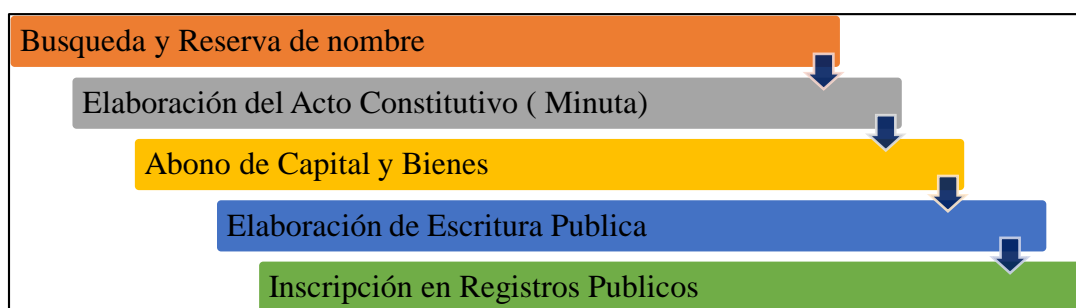 Busqueda y Reserva de nombre
Elaboración del Acto Constitutivo ( Minuta)
Abono de Capital y Bienes
Elaboración de Escritura Publica
Inscripción en Registros Publicos